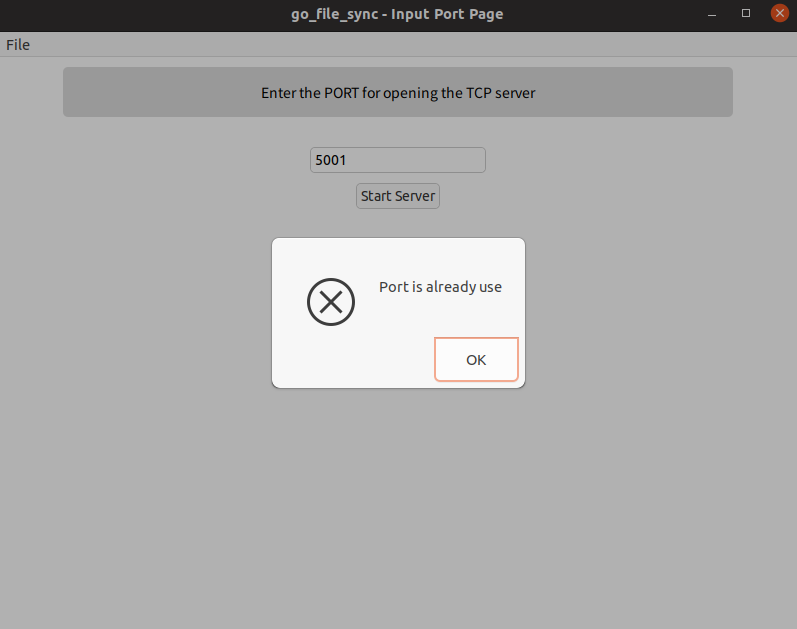 go_file_sync - Input Port Page
File
Enter the PORT for opening the TCP server
5001
Start Server
Port is already use
OK